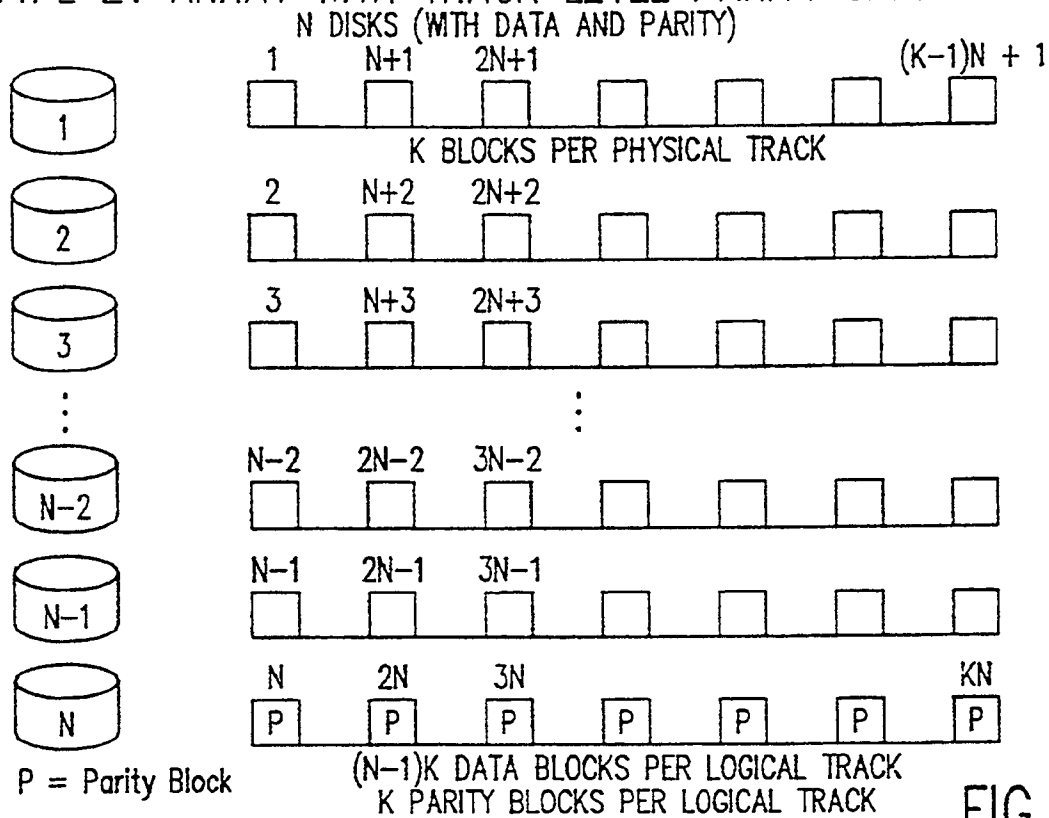 N DISKS (WITH DATA AND PARITY)
1 N+1 2N+1 (K-1)N + 1
1
K BLOCKS PER PHYSICAL TRACK
2 N+2 2N+2
2
3 N+3 2N+3
3
N-2 2N-2 3N-2
N-2
N-1 2N-1 3N-1
N-1
N 2N 3N KN
N P P P P P P P
P = Parity Block
(N-1)K DATA BLOCKS PER LOGICAL TRACK
K PARITY BLOCKS PER LOGICAL TRACK
FIG